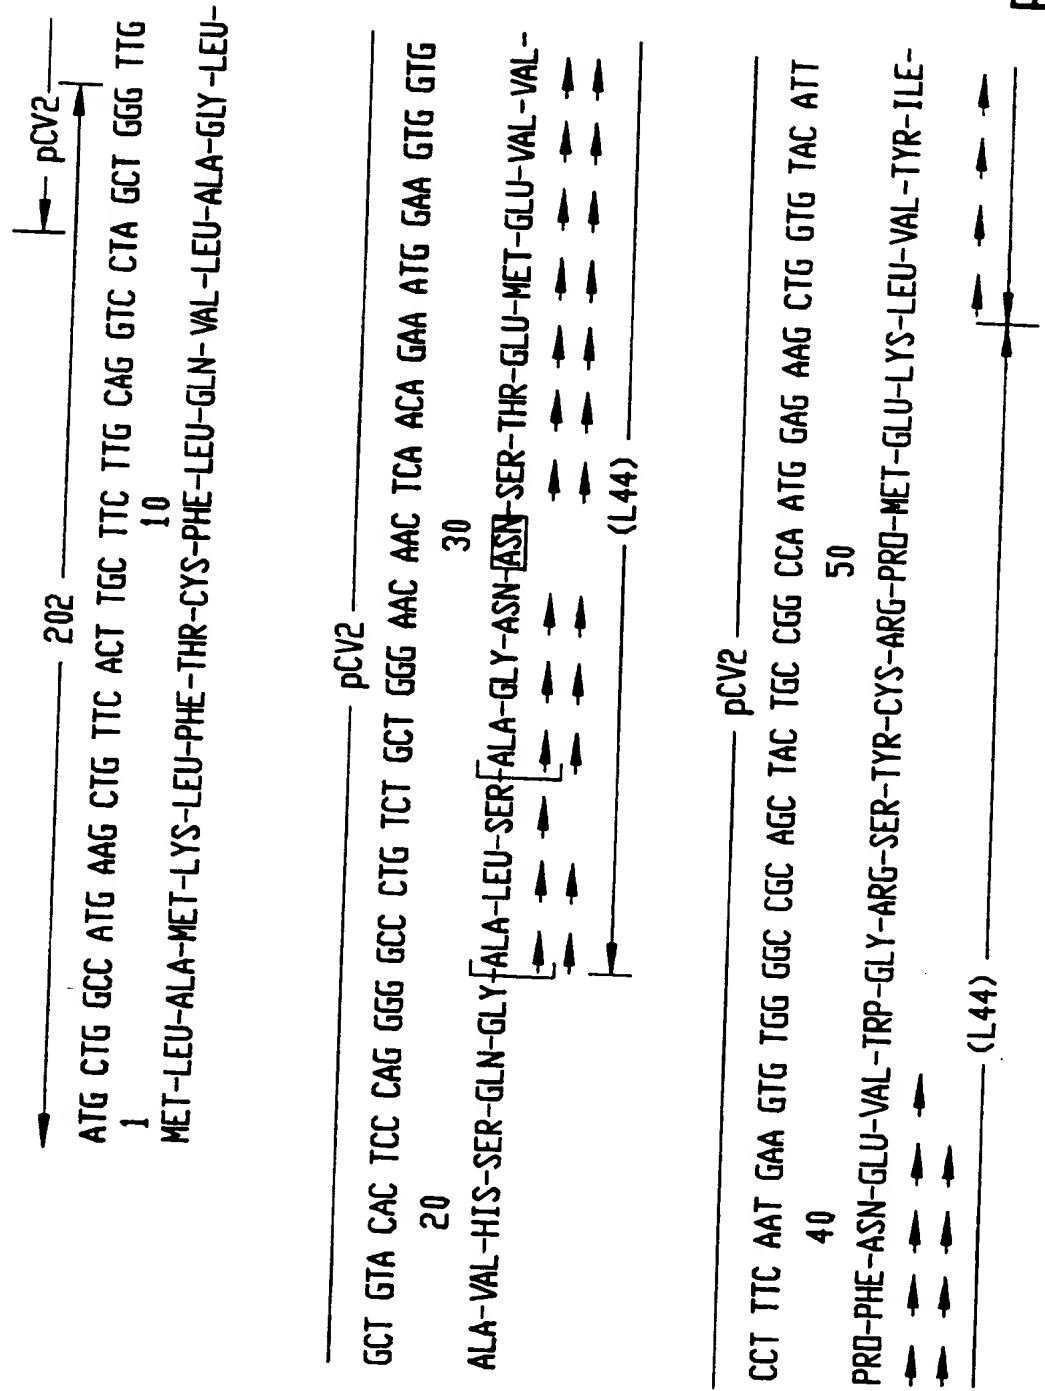 pCV2
202
ATG CTG GCC ATG AAG CTG TTC ACT TGC TTC TTG CAG GTC CTA GCT GGG TTG
1 10
MET-LEU-ALA-MET-LYS-LEU-PHE-THR-CYS-PHE-LEU-GLN-VAL-LEU-ALA-GLY-LEU-
pCV2
GCT GTA CAC TCC CAG GGG GCC CTG TCT GCT GGG AAC AAC TCA ACA GAA ATG GAA GTG GTG
20 30
ALA-VAL-HIS-SER-GLN-GLY-ALA-LEU-SER-ALA-GLY-ASN-ASN-SER-THR-GLU-MET-GLU-VAL-VAL-
(L44)
pCV2
CCT TTC AAT GAA GTG TGG GGC CGC AGC TAC TGC CGG CCA ATG GAG AAG CTG GTG TAC ATT
40 50
PRO-PHE-ASN-GLU-VAL-TRP-GLY-ARG-SER-TYR-CYS-ARG-PRO-MET-GLU-LYS-LEU-VAL-TYR-ILE-
(L44)